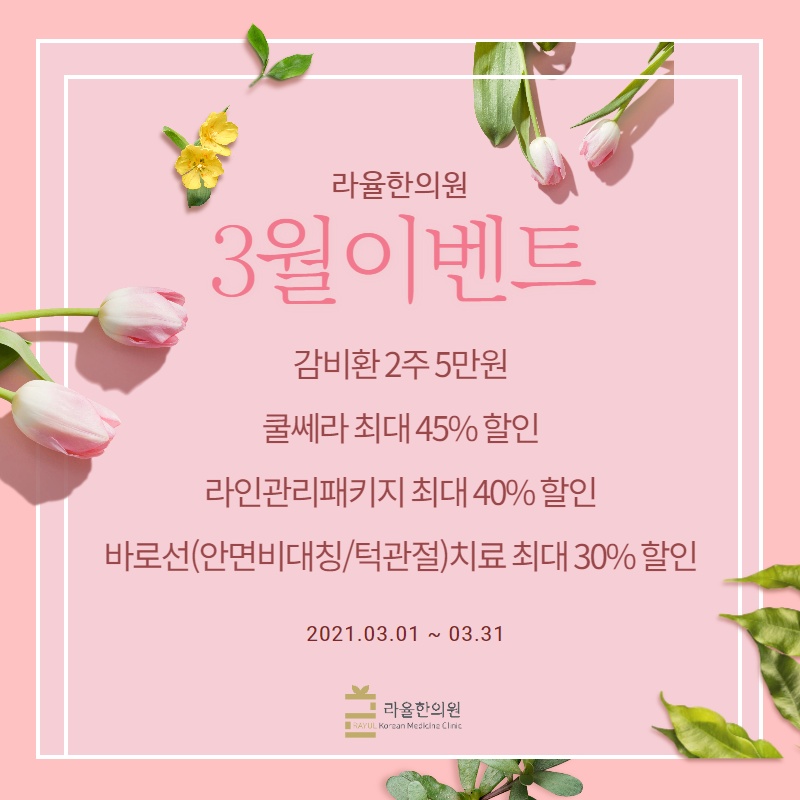 라율한의원
3월이벤트
감비환 2주 5만원
쿨쎄라 최대 45% 할인
라인관리패키지 최대 40% 할인
바로선(안면비대칭/턱관절)치료 최대 30% 할인
2021.03.01 ~ 03.31
라율한의원
RAYUL Korean Medicine Clinic